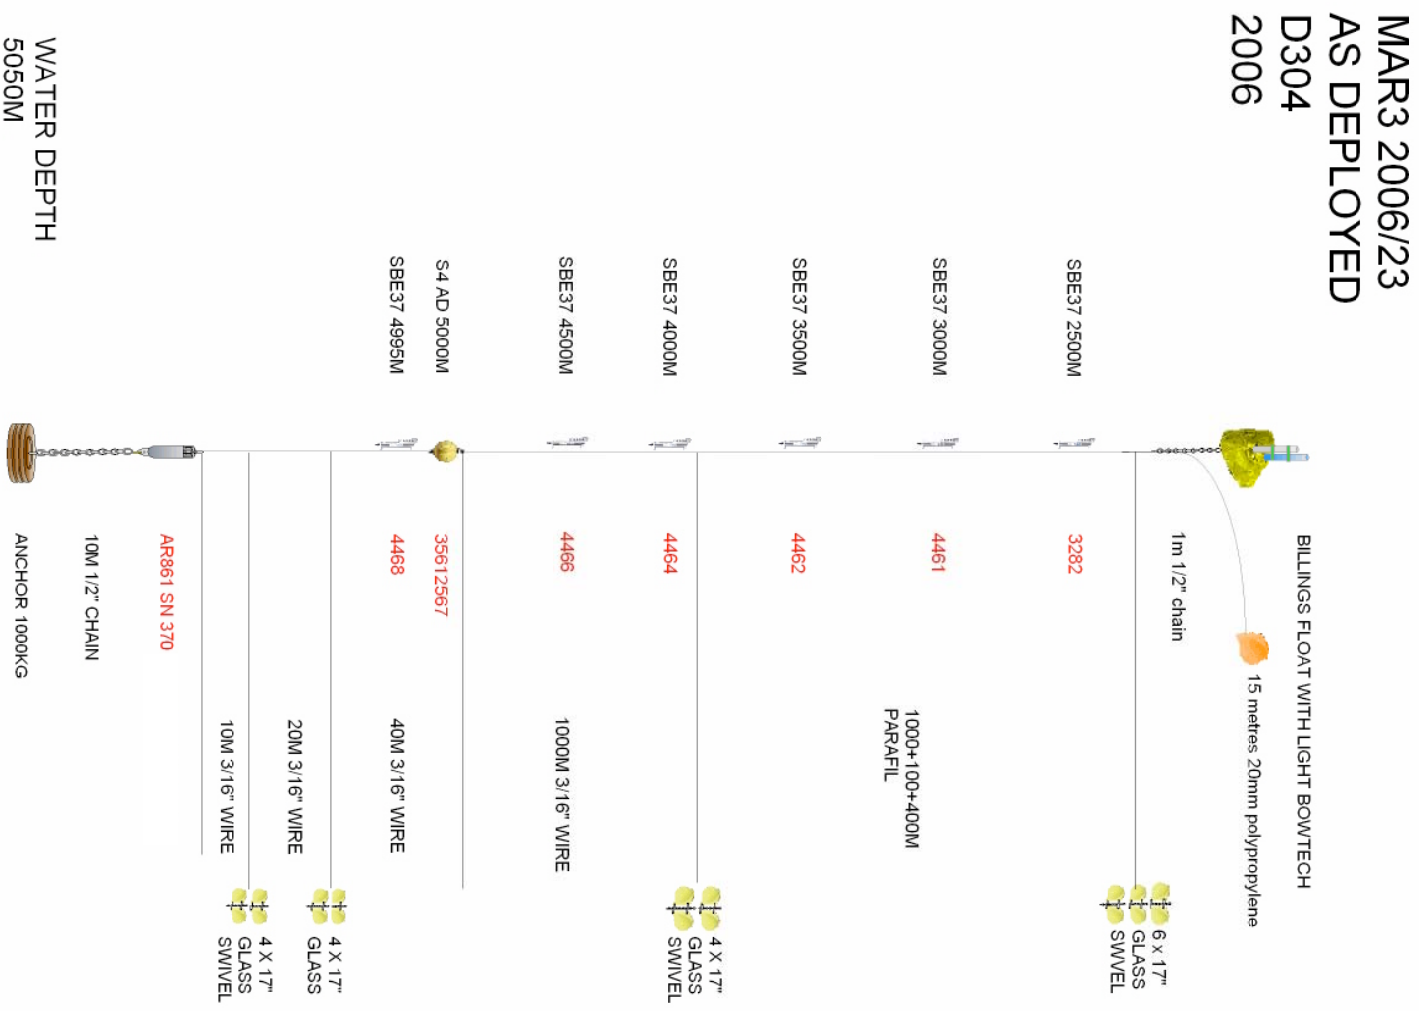 MAR3 2006/23
AS DEPLOYED
D304
2006
BILLINGS FLOAT WITH LIGHT BOWTECH
15 metres 20mm polypropylene
1m 1/2" chain
6 x 17"
GLASS
SWVEL
SBE37 2500M
3282
SBE37 3000M
4461
1000+100+400M
PARAFIL
SBE37 3500M
4462
4 X 17"
GLASS
SWIVEL
SBE37 4000M
4464
SBE37 4500M
4466
1000M 3/16" WIRE
S4 AD 5000M
35612567
SBE37 4995M
4468
40M 3/16" WIRE
4 X 17"
GLASS
20M 3/16" WIRE
4 X 17"
GLASS
SWIVEL
10M 3/16" WIRE
AR861 SN 370
10M 1/2" CHAIN
ANCHOR 1000KG
WATER DEPTH
5050M